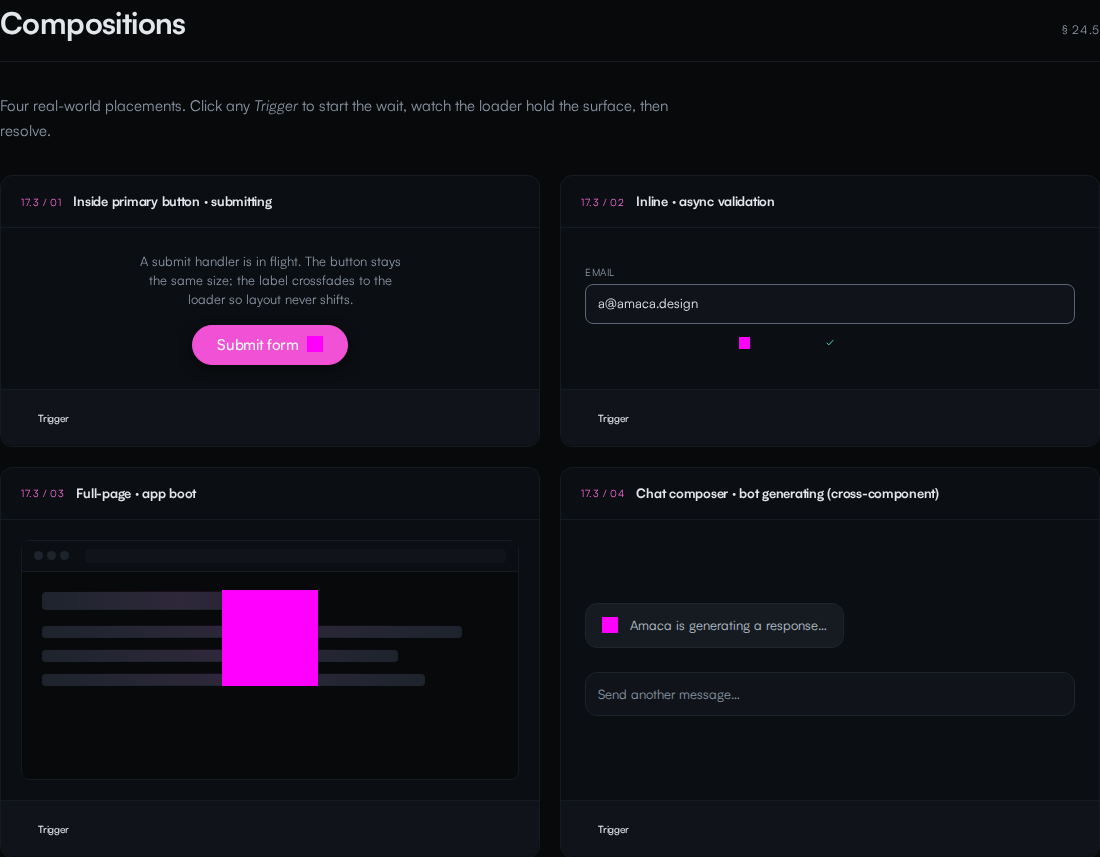 Compositions
§ 24.5
Four real-world placements. Click any Trigger to start the wait, watch the loader hold the surface, then
resolve.
17.3 / 01 Inside primary button · submitting
A submit handler is in flight. The button stays
the same size; the label crossfades to the
loader so layout never shifts.
Submit form
Trigger
17.3 / 02 Inline · async validation
EMAIL
a@amaca.design
Trigger
17.3 / 03 Full-page · app boot
Trigger
17.3 / 04 Chat composer · bot generating (cross-component)
Amaca is generating a response…
Send another message…
Trigger